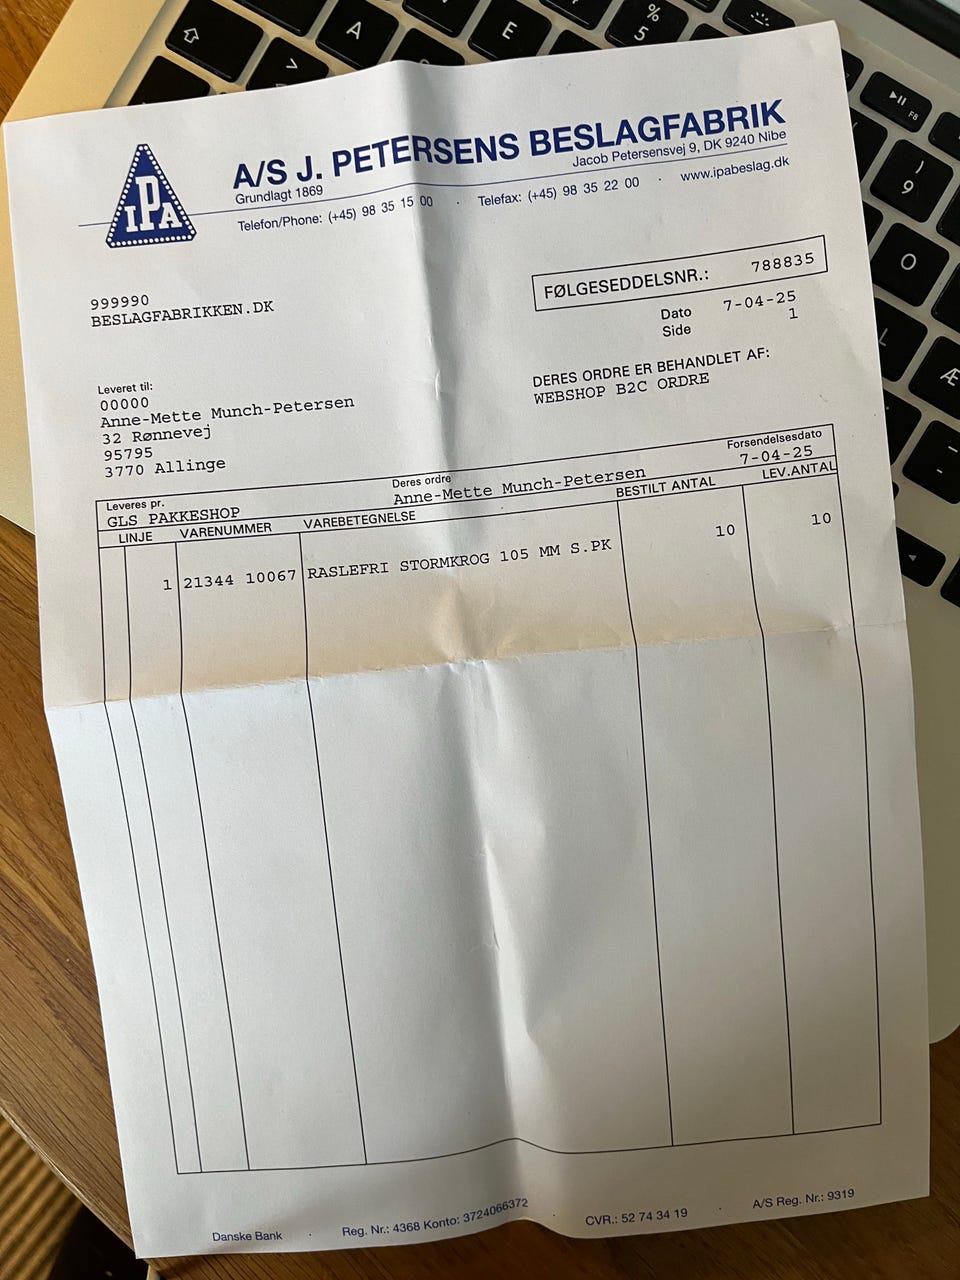 IPA
A/S J. PETERSENS BESLAGFABRIK
Grundlagt 1869
Jacob Petersensvej 9, DK 9240 Nibe
Telefon/Phone: (+45) 98 35 15 00 · Telefax: (+45) 98 35 22 00 · www.ipabeslag.dk
FØLGESEDDELSNR.: 788835
Dato 7-04-25
Side 1
999990
BESLAGFABRIKKEN.DK
DERES ORDRE ER BEHANDLET AF:
WEBSHOP B2C ORDRE
Leveret til:
00000
Anne-Mette Munch-Petersen
32 Rønnevej
95795
3770 Allinge
Leveres pr. Deres ordre Forsendelsesdato
GLS PAKKESHOP Anne-Mette Munch-Petersen 7-04-25
LINJE VARENUMMER VAREBETEGNELSE BESTILT ANTAL LEV.ANTAL
1 21344 10067 RASLEFRI STORMKROG 105 MM S.PK 10 10
Danske Bank · Reg. Nr.: 4368 Konto: 3724066372 · CVR.: 52 74 34 19 · A/S Reg. Nr.: 9319
A
E
%
5
F8
)
9
O
L
Æ